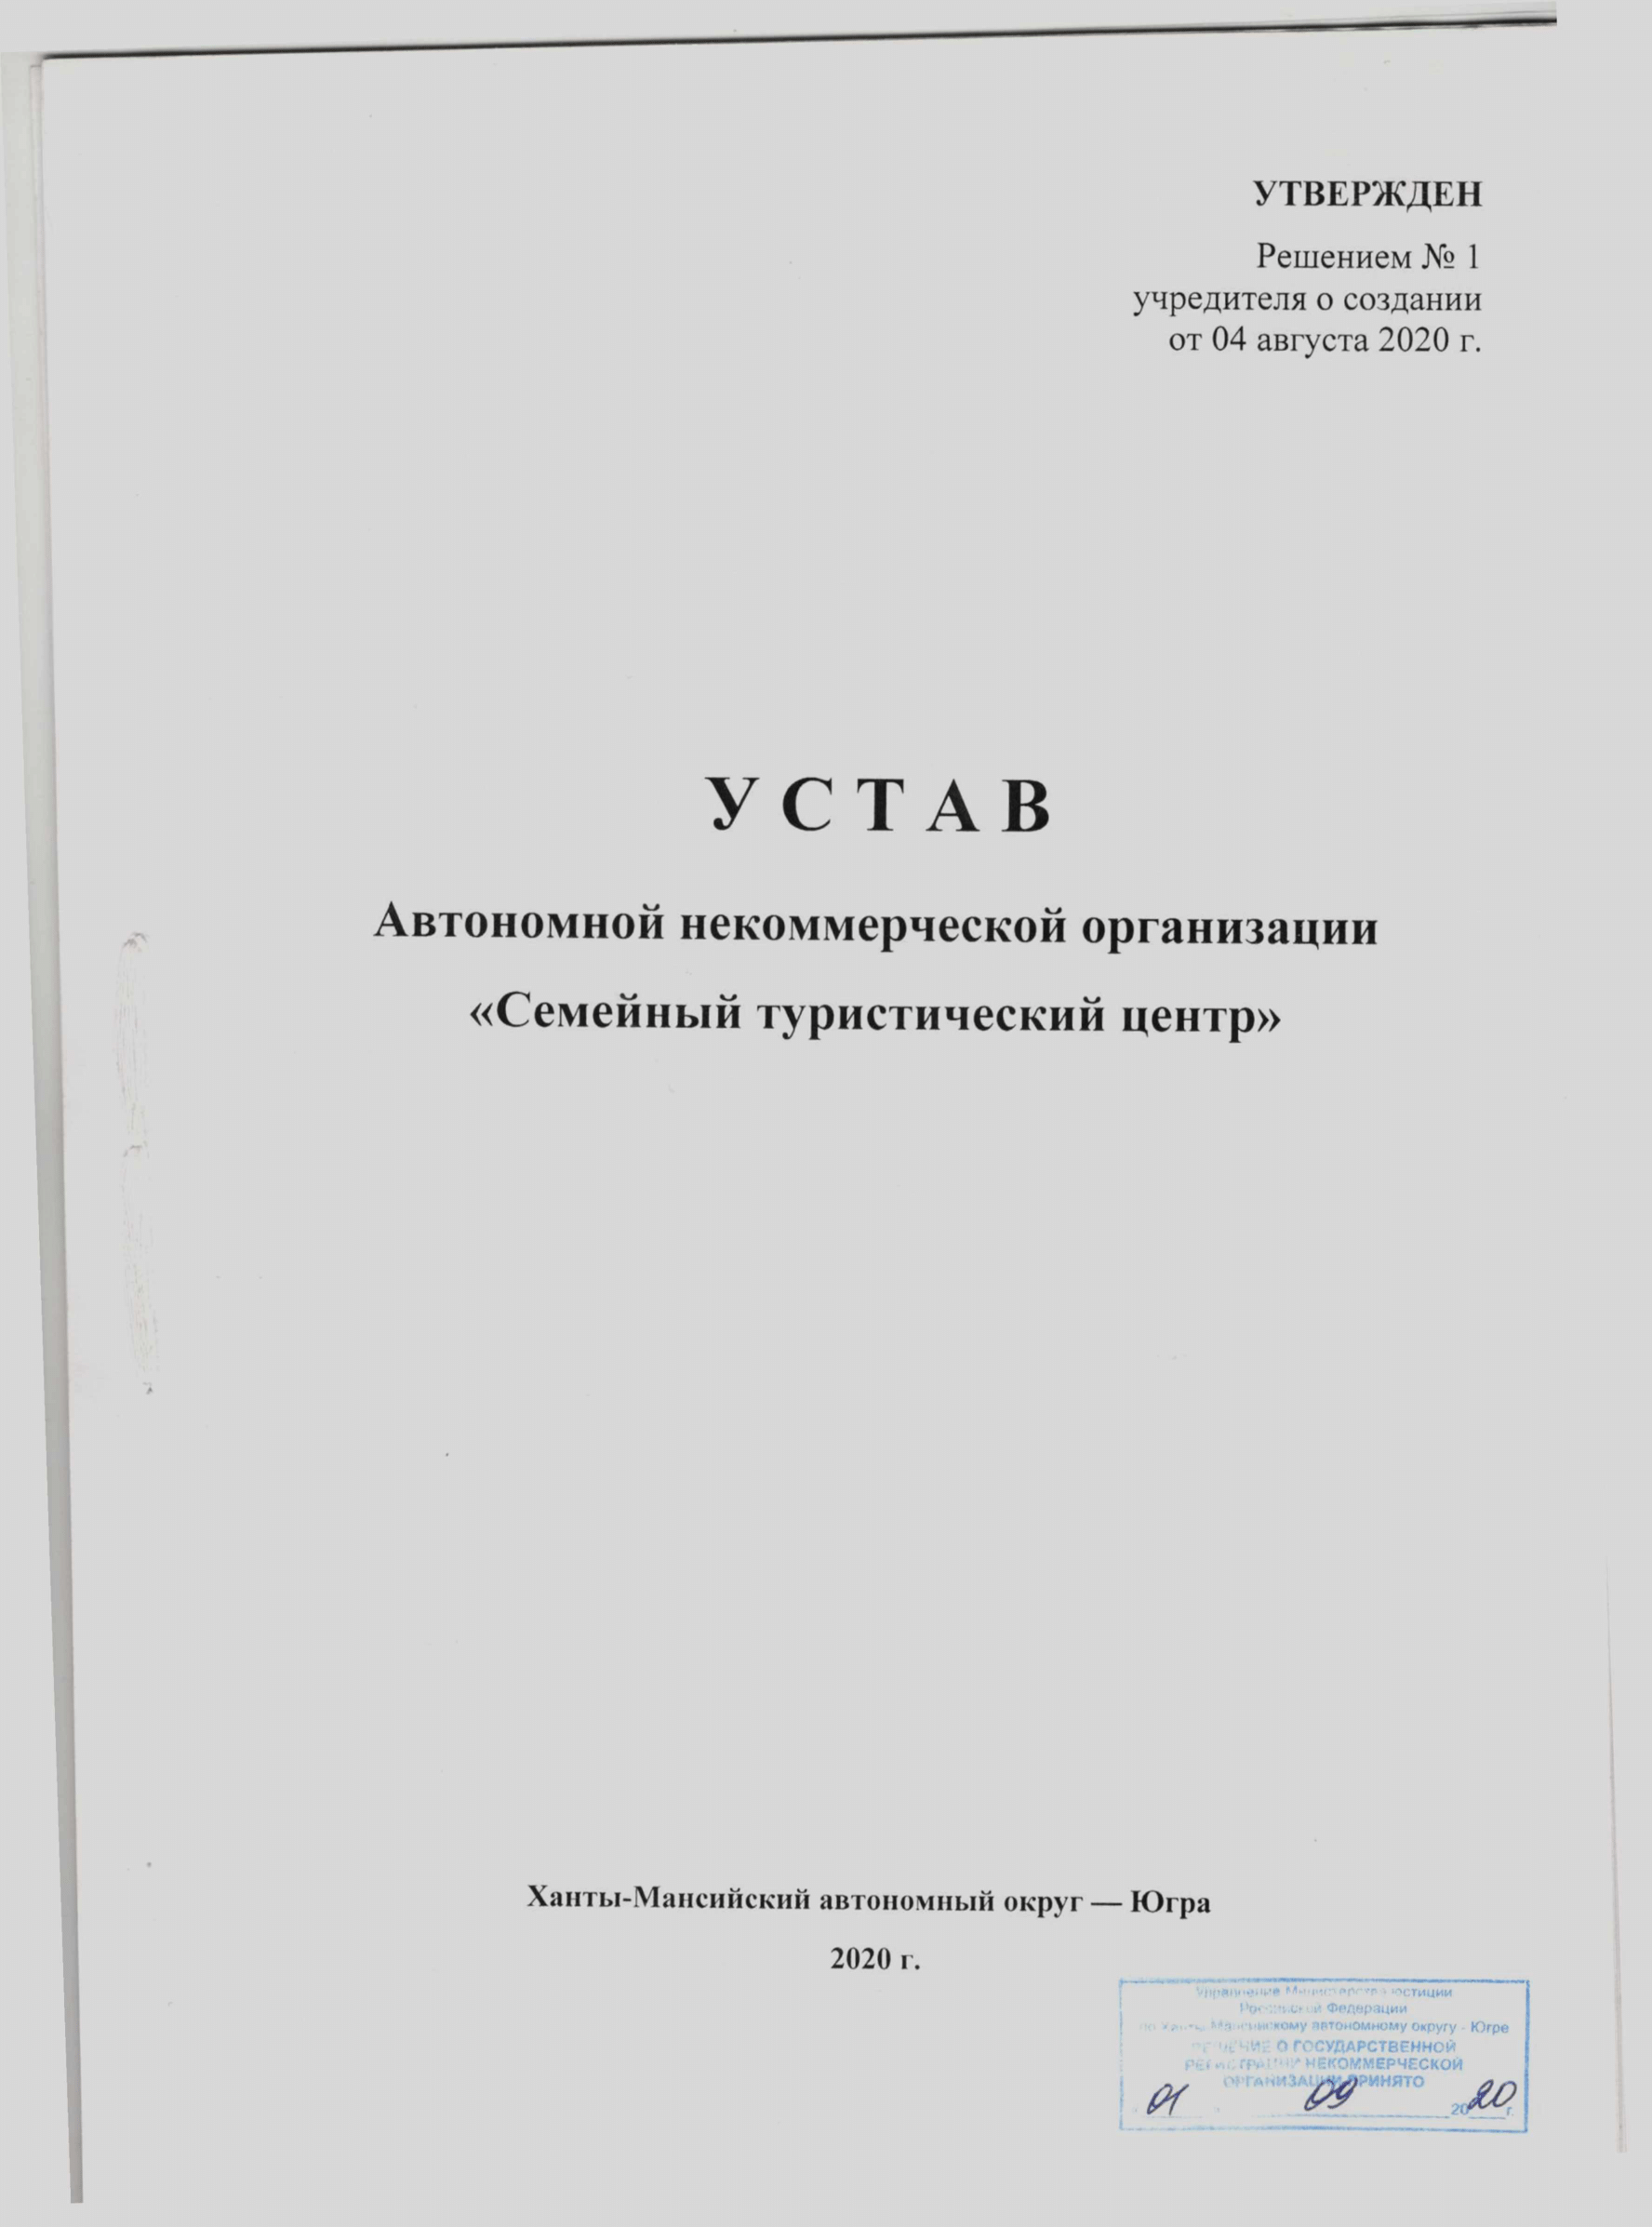 УТВЕРЖДЕН
Решением № 1
учредителя о создании
от 04 августа 2020 г.
У С Т А В
Автономной некоммерческой организации
«Семейный туристический центр»
Ханты-Мансийский автономный округ — Югра
2020 г.
Управление Министерства юстиции
Российской Федерации
по Ханты-Мансийскому автономному округу - Югре
РЕШЕНИЕ О ГОСУДАРСТВЕННОЙ
РЕГИСТРАЦИИ НЕКОММЕРЧЕСКОЙ
ОРГАНИЗАЦИИ ПРИНЯТО
01 09 2020 г.